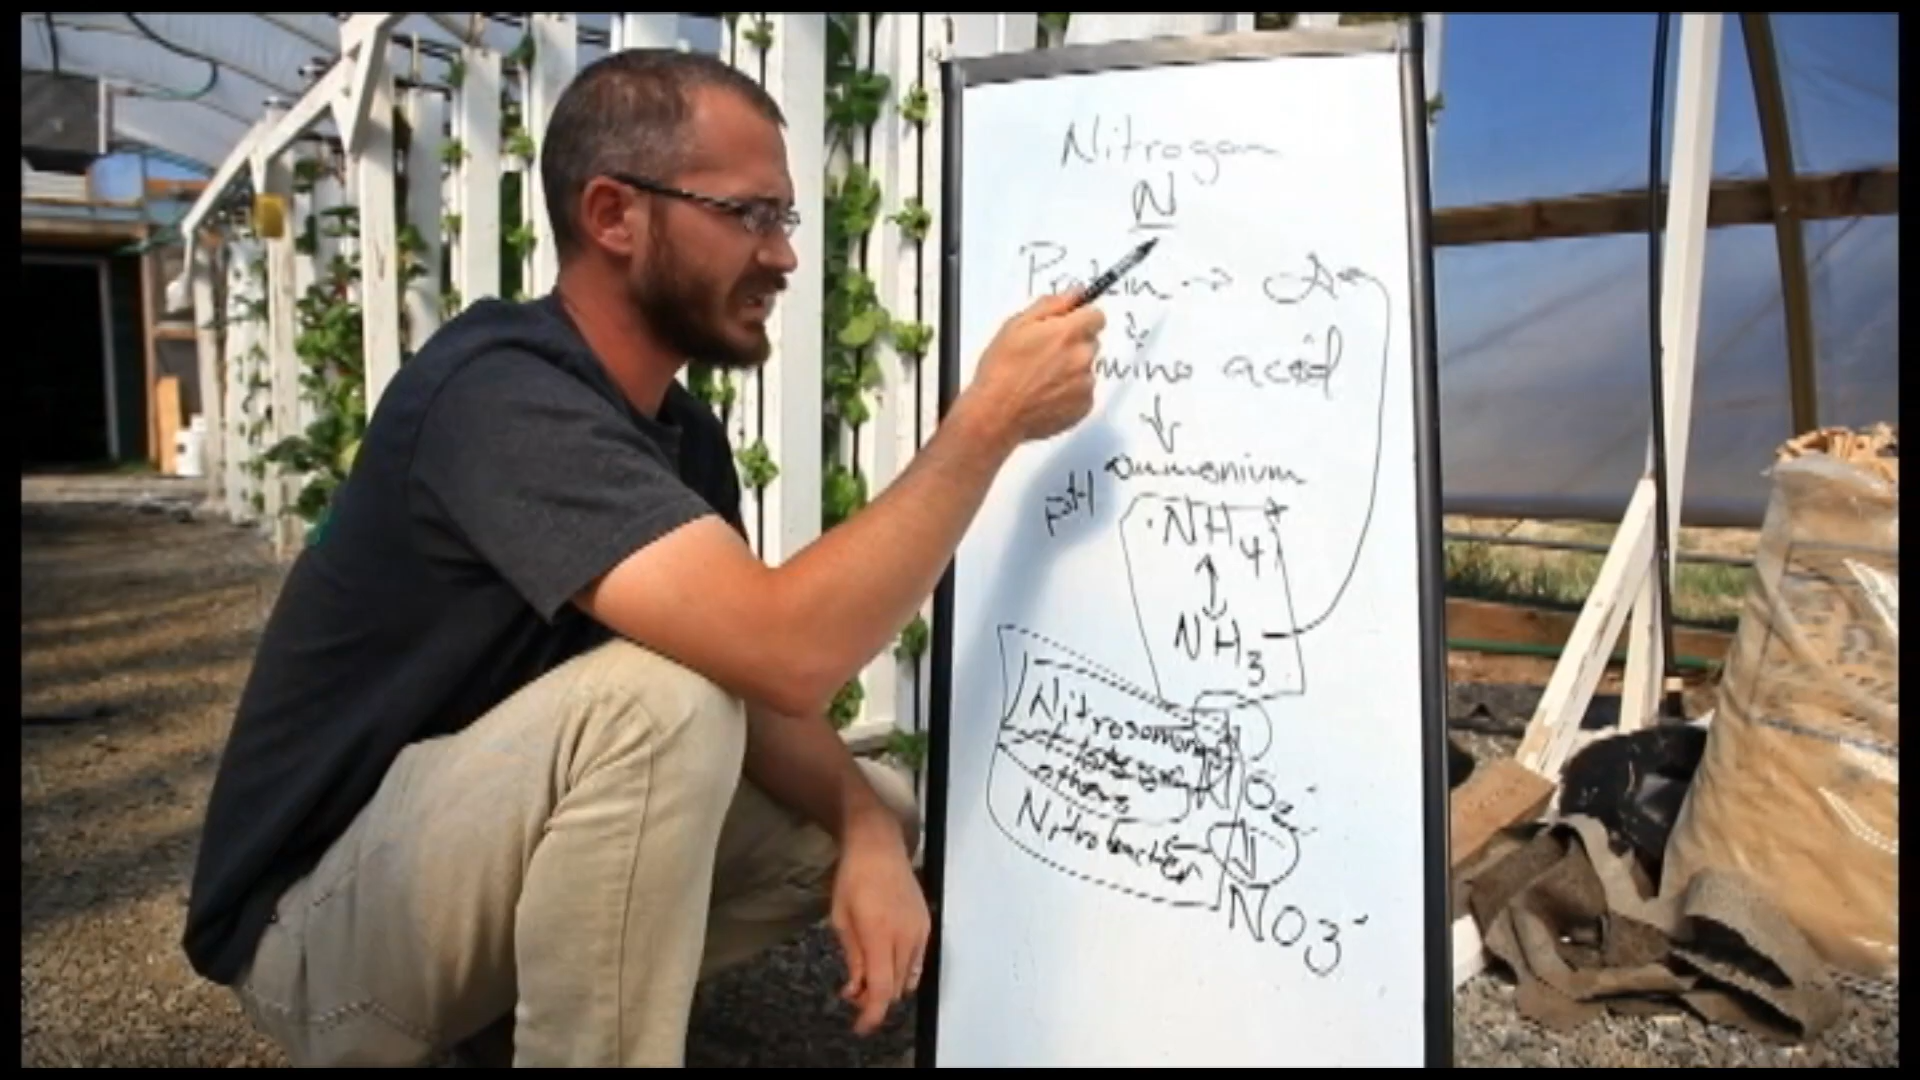 Nitrogen
N
Protein →
amino acid
ammonium
pH
NH4+
NH3
Nitrosomonas
others
NO2-
Nitrobacter
N
NO3-